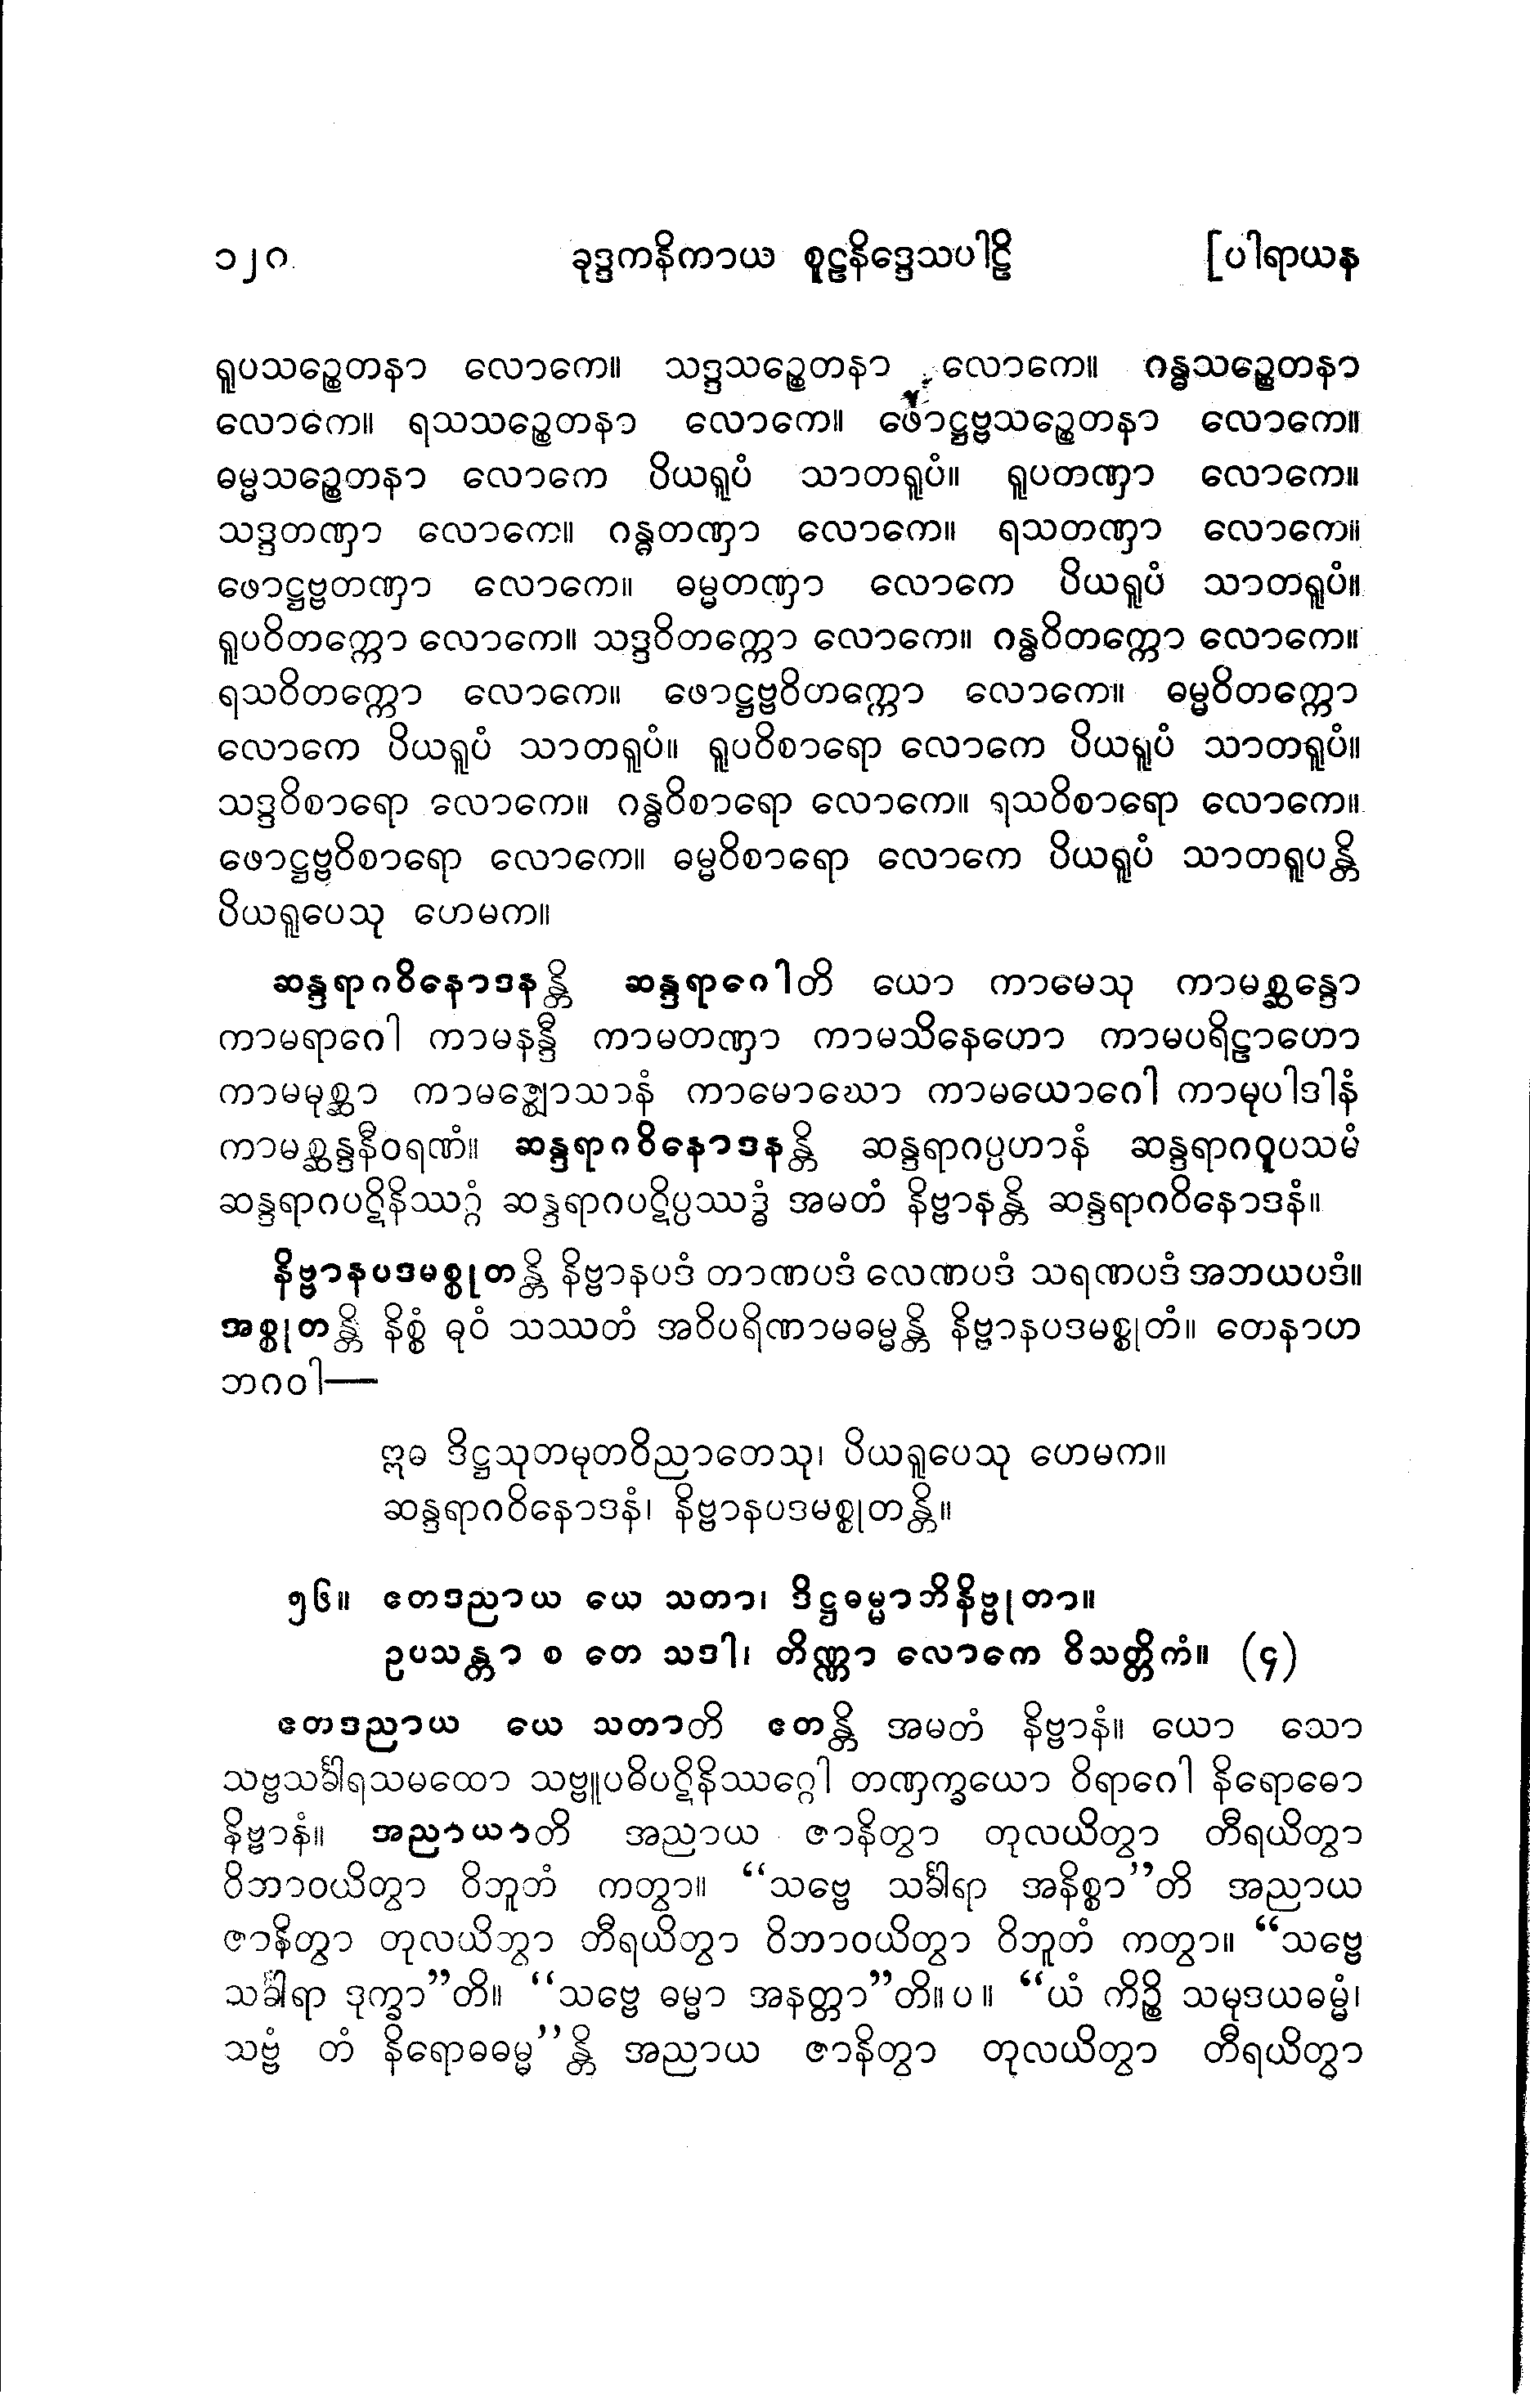 ၁၂၀ ခုဒ္ဒကနိကာယ စူဠနိဒ္ဒေသပါဠိ [ပါရာယန
ရူပသဉ္စေတနာ လောကေ။ သဒ္ဒသဉ္စေတနာ လောကေ။ ဂန္ဓသဉ္စေတနာ
လောကေ။ ရသသဉ္စေတနာ လောကေ။ ဖောဋ္ဌဗ္ဗသဉ္စေတနာ လောကေ။
ဓမ္မသဉ္စေတနာ လောကေ ပိယရူပံ သာတရူပံ။ ရူပတဏှာ လောကေ။
သဒ္ဒတဏှာ လောကေ။ ဂန္ဓတဏှာ လောကေ။ ရသတဏှာ လောကေ။
ဖောဋ္ဌဗ္ဗတဏှာ လောကေ။ ဓမ္မတဏှာ လောကေ ပိယရူပံ သာတရူပံ။
ရူပဝိတက္ကော လောကေ။ သဒ္ဒဝိတက္ကော လောကေ။ ဂန္ဓဝိတက္ကော လောကေ။
ရသဝိတက္ကော လောကေ။ ဖောဋ္ဌဗ္ဗဝိတက္ကော လောကေ။ ဓမ္မဝိတက္ကော
လောကေ ပိယရူပံ သာတရူပံ။ ရူပဝိစာရော လောကေ ပိယရူပံ သာတရူပံ။
သဒ္ဒဝိစာရော လောကေ။ ဂန္ဓဝိစာရော လောကေ။ ရသဝိစာရော လောကေ။
ဖောဋ္ဌဗ္ဗဝိစာရော လောကေ။ ဓမ္မဝိစာရော လောကေ ပိယရူပံ သာတရူပန္တိ
ပိယရူပေသု ဟေမက။
ဆန္ဒရာဂဝိနောဒနန္တိ ဆန္ဒရာဂေါတိ ယော ကာမေသု ကာမစ္ဆန္ဒော
ကာမရာဂေါ ကာမနန္ဒီ ကာမတဏှာ ကာမသိနေဟော ကာမပရိဠာဟော
ကာမမုစ္ဆာ ကာမဇ္ဈောသာနံ ကာမောဃော ကာမယောဂေါ ကာမုပါဒါနံ
ကာမစ္ဆန္ဒနီဝရဏံ။ ဆန္ဒရာဂဝိနောဒနန္တိ ဆန္ဒရာဂပ္ပဟာနံ ဆန္ဒရာဂဝူပသမံ
ဆန္ဒရာဂပဋိနိဿဂ္ဂံ ဆန္ဒရာဂပဋိပ္ပဿဒ္ဓံ အမတံ နိဗ္ဗာနန္တိ ဆန္ဒရာဂဝိနောဒနံ။
နိဗ္ဗာနပဒမစ္စုတန္တိ နိဗ္ဗာနပဒံ တာဏပဒံ လေဏပဒံ သရဏပဒံ အဘယပဒံ။
အစ္စုတန္တိ နိစ္စံ ဓုဝံ သဿတံ အဝိပရိဏာမဓမ္မန္တိ နိဗ္ဗာနပဒမစ္စုတံ။ တေနာဟ
ဘဂဝါ—
ဣဓ ဒိဋ္ဌသုတမုတဝိညာတေသု၊ ပိယရူပေသု ဟေမက။
ဆန္ဒရာဂဝိနောဒနံ၊ နိဗ္ဗာနပဒမစ္စုတန္တိ။
၅၆။ ဧတဒညာယ ယေ သတာ၊ ဒိဋ္ဌဓမ္မာဘိနိဗ္ဗုတာ။
ဥပသန္တာ စ တေ သဒါ၊ တိဏ္ဏာ လောကေ ဝိသတ္တိကံ။ (၄)
ဧတဒညာယ ယေ သတာတိ ဧတန္တိ အမတံ နိဗ္ဗာနံ။ ယော သော
သဗ္ဗသင်္ခါရသမထော သဗ္ဗူပဓိပဋိနိဿဂ္ဂေါ တဏှက္ခယော ဝိရာဂေါ နိရောဓော
နိဗ္ဗာနံ။ အညာယာတိ အညာယ ဇာနိတွာ တုလယိတွာ တီရယိတွာ
ဝိဘာဝယိတွာ ဝိဘူတံ ကတွာ။ “သဗ္ဗေ သင်္ခါရာ အနိစ္စာ”တိ အညာယ
ဇာနိတွာ တုလယိတွာ တီရယိတွာ ဝိဘာဝယိတွာ ဝိဘူတံ ကတွာ။ “သဗ္ဗေ
သင်္ခါရာ ဒုက္ခာ”တိ။ “သဗ္ဗေ ဓမ္မာ အနတ္တာ”တိ။ပ။ “ယံ ကိဉ္စိ သမုဒယဓမ္မံ၊
သဗ္ဗံ တံ နိရောဓဓမ္မ”န္တိ အညာယ ဇာနိတွာ တုလယိတွာ တီရယိတွာ